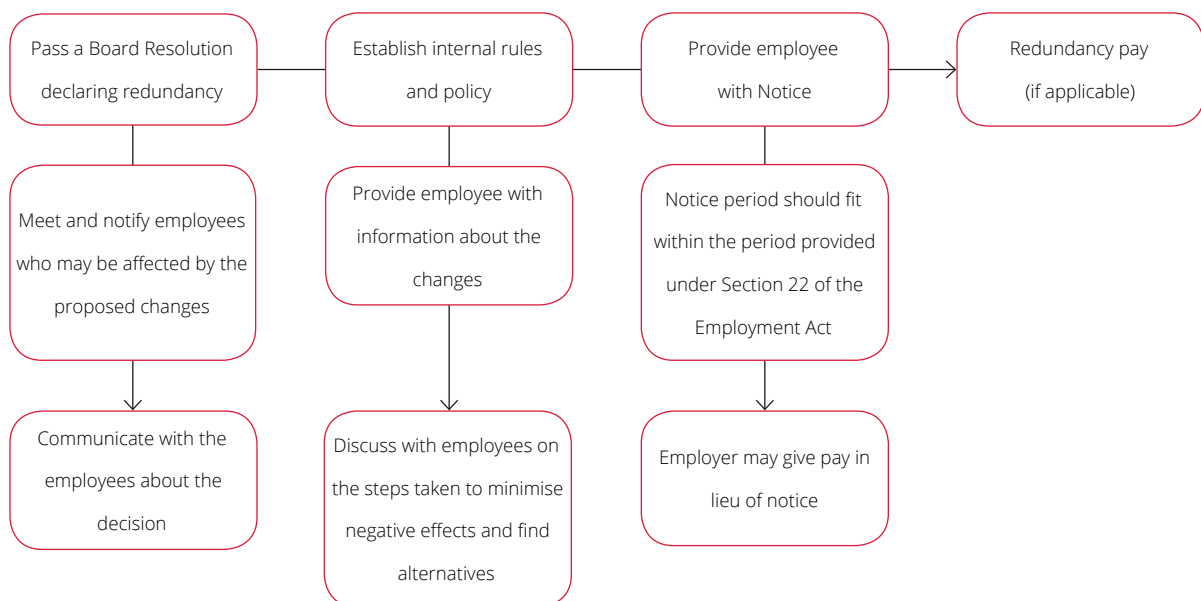 Pass a Board Resolution
declaring redundancy
Establish internal rules
and policy
Provide employee
with Notice
Redundancy pay
(if applicable)
Meet and notify employees
who may be affected by the
proposed changes
Provide employee with
information about the
changes
Notice period should fit
within the period provided
under Section 22 of the
Employment Act
Communicate with the
employees about the
decision
Discuss with employees on
the steps taken to minimise
negative effects and find
alternatives
Employer may give pay in
lieu of notice